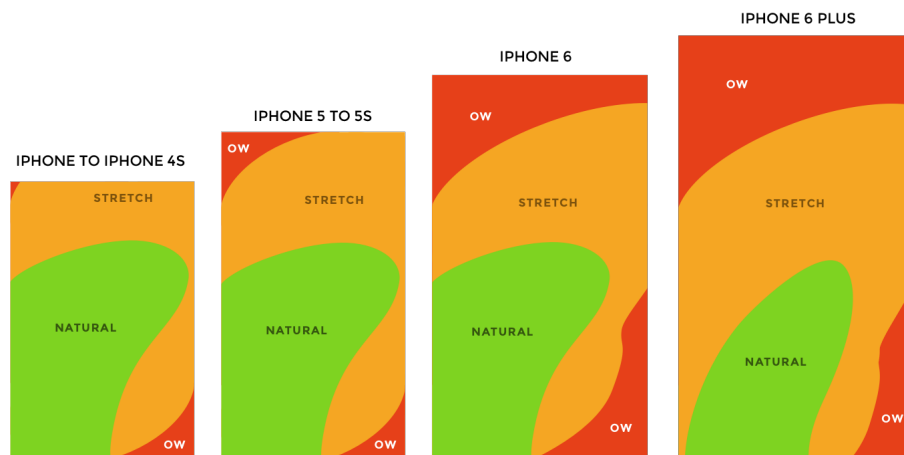 IPHONE TO IPHONE 4S
STRETCH
NATURAL
OW
IPHONE 5 TO 5S
OW
STRETCH
NATURAL
OW
IPHONE 6
OW
STRETCH
NATURAL
OW
IPHONE 6 PLUS
OW
STRETCH
NATURAL
OW